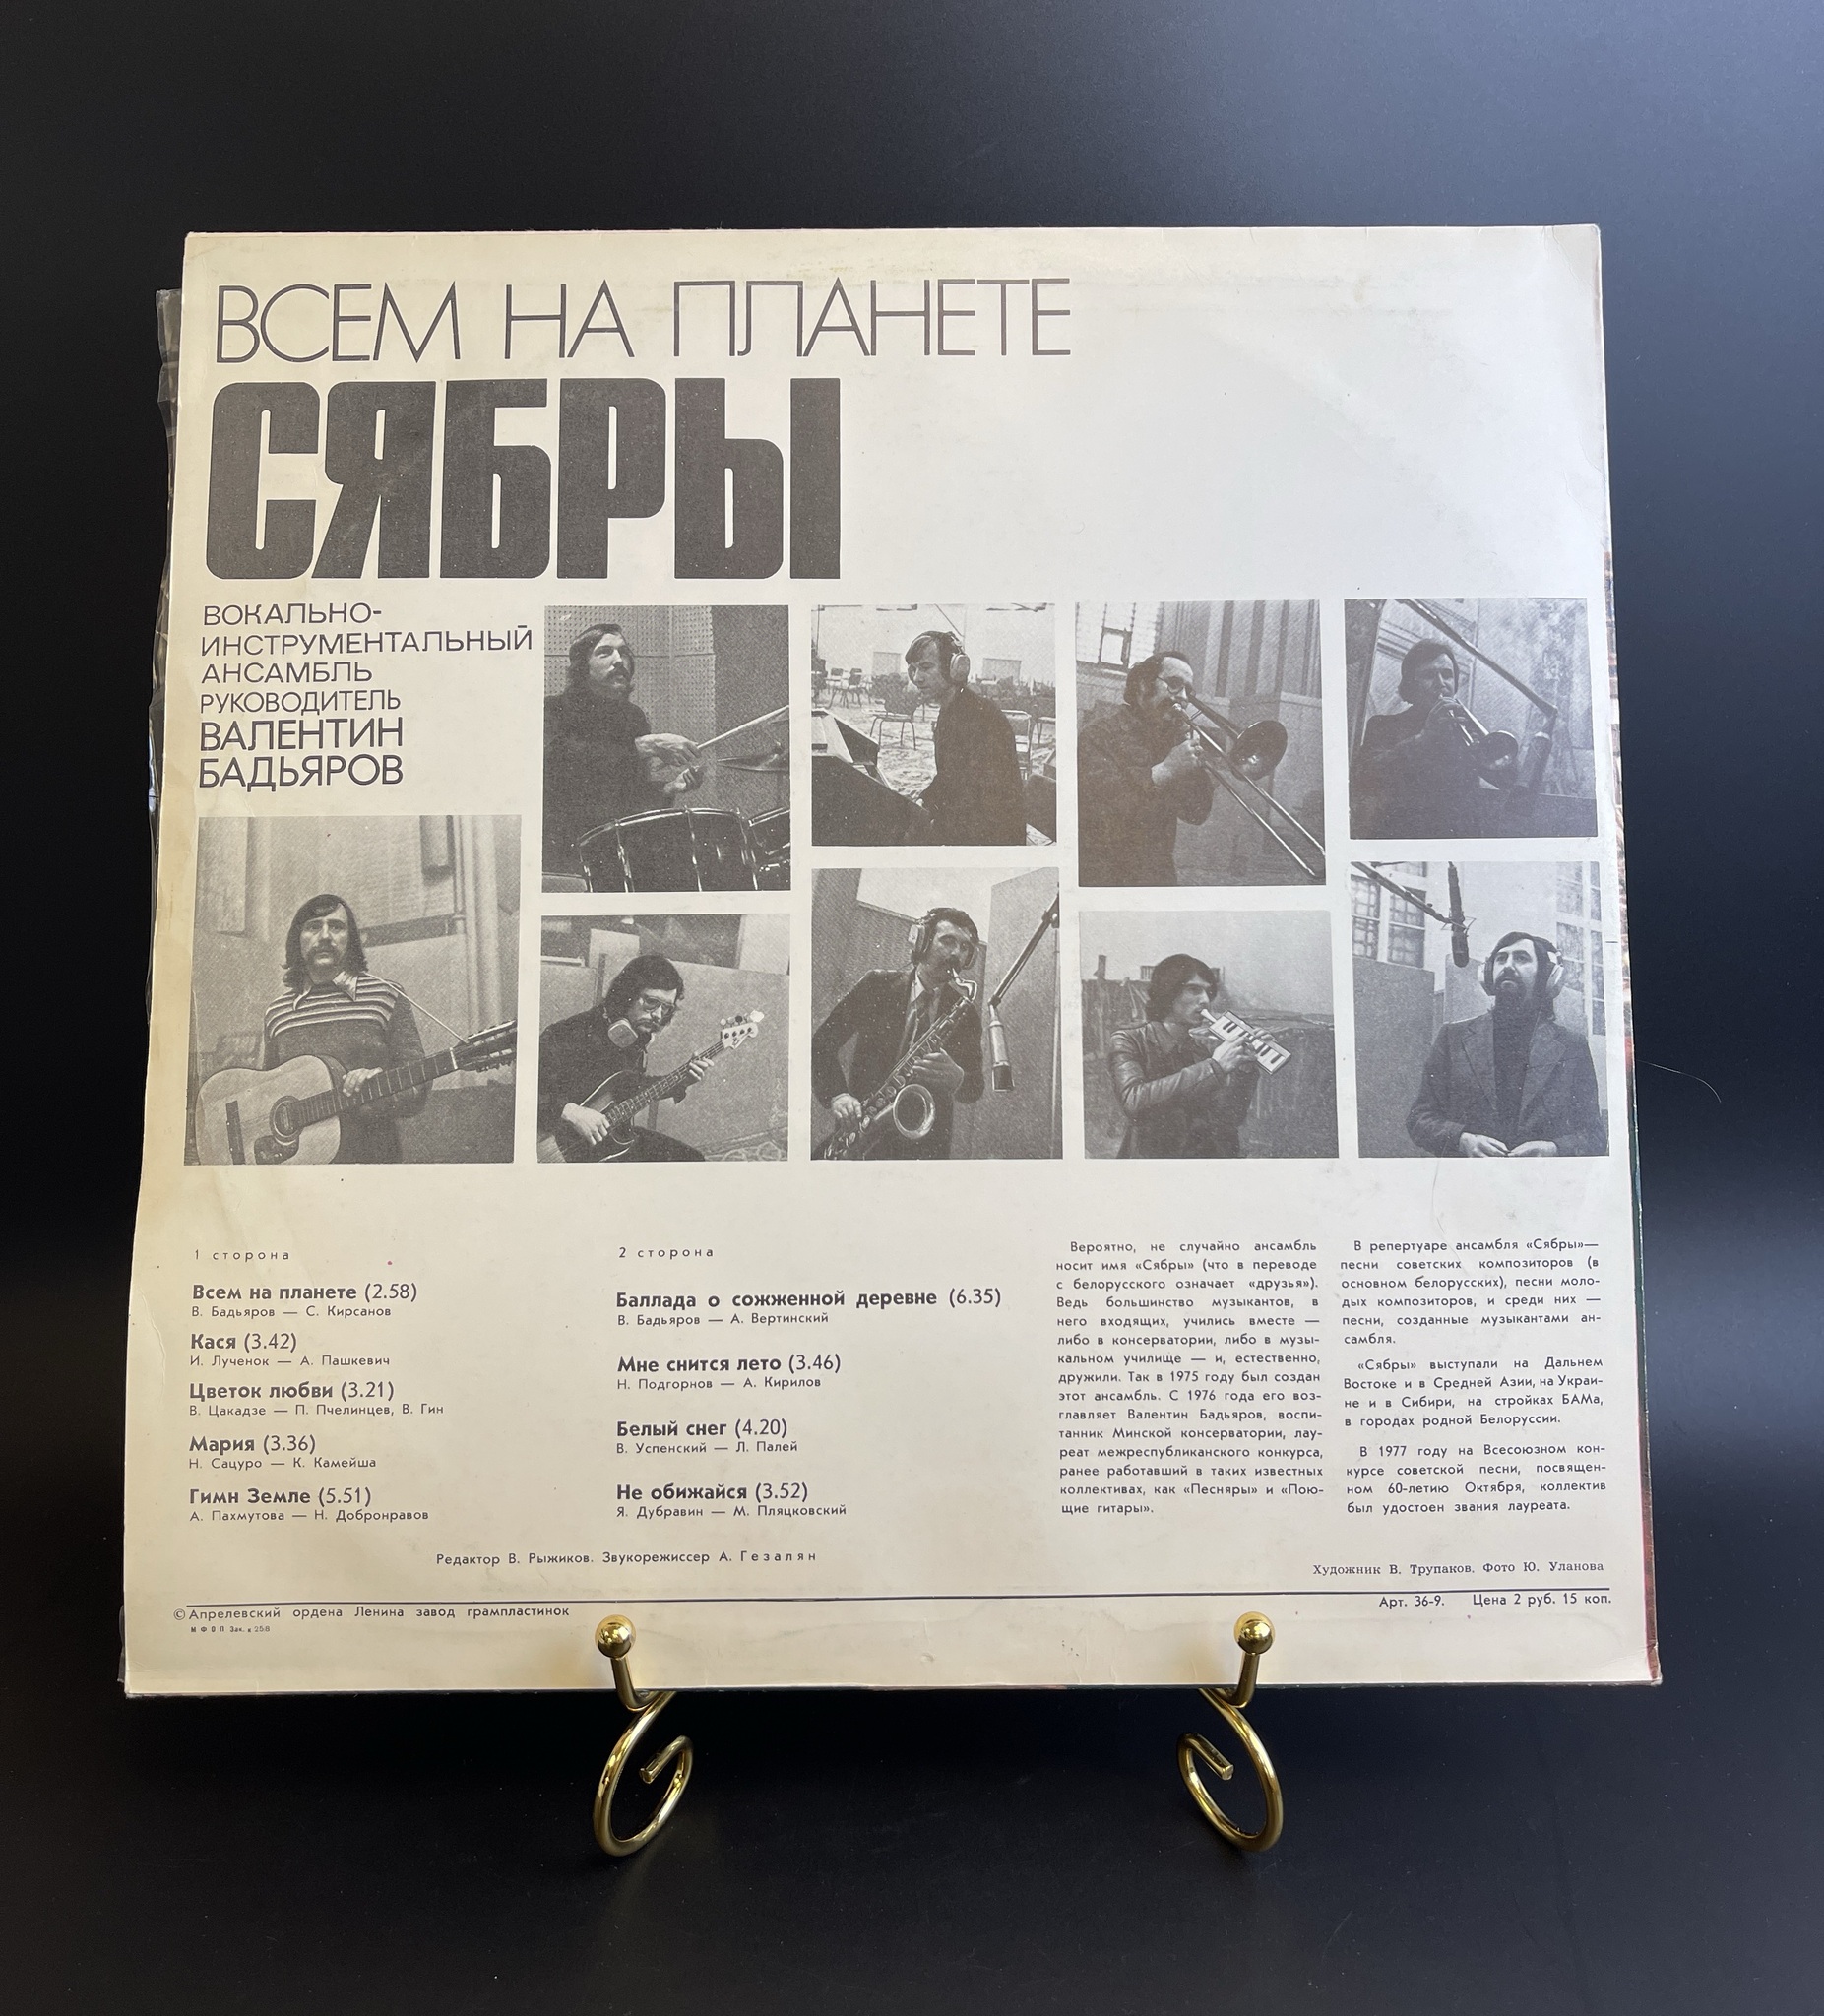 ВСЕМ НА ПЛАНЕТЕ
СЯБРЫ
ВОКАЛЬНО-
ИНСТРУМЕНТАЛЬНЫЙ
АНСАМБЛЬ
РУКОВОДИТЕЛЬ
ВАЛЕНТИН
БАДЬЯРОВ
1 сторона
Всем на планете (2.58)
В. Бадьяров — С. Кирсанов
Кася (3.42)
И. Лученок — А. Пашкевич
Цветок любви (3.21)
В. Цакадзе — П. Пчелинцев, В. Гин
Мария (3.36)
Н. Сацуро — К. Камейша
Гимн Земле (5.51)
А. Пахмутова — Н. Добронравов
2 сторона
Баллада о сожженной деревне (6.35)
В. Бадьяров — А. Вертинский
Мне снится лето (3.46)
Н. Подгорнов — А. Кирилов
Белый снег (4.20)
В. Успенский — Л. Палей
Не обижайся (3.52)
Я. Дубравин — М. Пляцковский
Вероятно, не случайно ансамбль
носит имя «Сябры» (что в переводе
с белорусского означает «друзья»).
Ведь большинство музыкантов, в
него входящих, учились вместе —
либо в консерватории, либо в музы-
кальном училище — и, естественно,
дружили. Так в 1975 году был создан
этот ансамбль. С 1976 года его воз-
главляет Валентин Бадьяров, воспи-
танник Минской консерватории, лау-
реат межреспубликанского конкурса,
ранее работавший в таких известных
коллективах, как «Песняры» и «Пою-
щие гитары».
В репертуаре ансамбля «Сябры»—
песни советских композиторов (в
основном белорусских), песни моло-
дых композиторов, и среди них —
песни, созданные музыкантами ан-
самбля.
«Сябры» выступали на Дальнем
Востоке и в Средней Азии, на Украи-
не и в Сибири, на стройках БАМа,
в городах родной Белоруссии.
В 1977 году на Всесоюзном кон-
курсе советской песни, посвящен-
ном 60-летию Октября, коллектив
был удостоен звания лауреата.
Редактор В. Рыжиков. Звукорежиссер А. Гезалян
Художник В. Трупаков. Фото Ю. Уланова
© Апрелевский ордена Ленина завод грампластинок
Арт. 36-9. Цена 2 руб. 15 коп.
Зак. 258